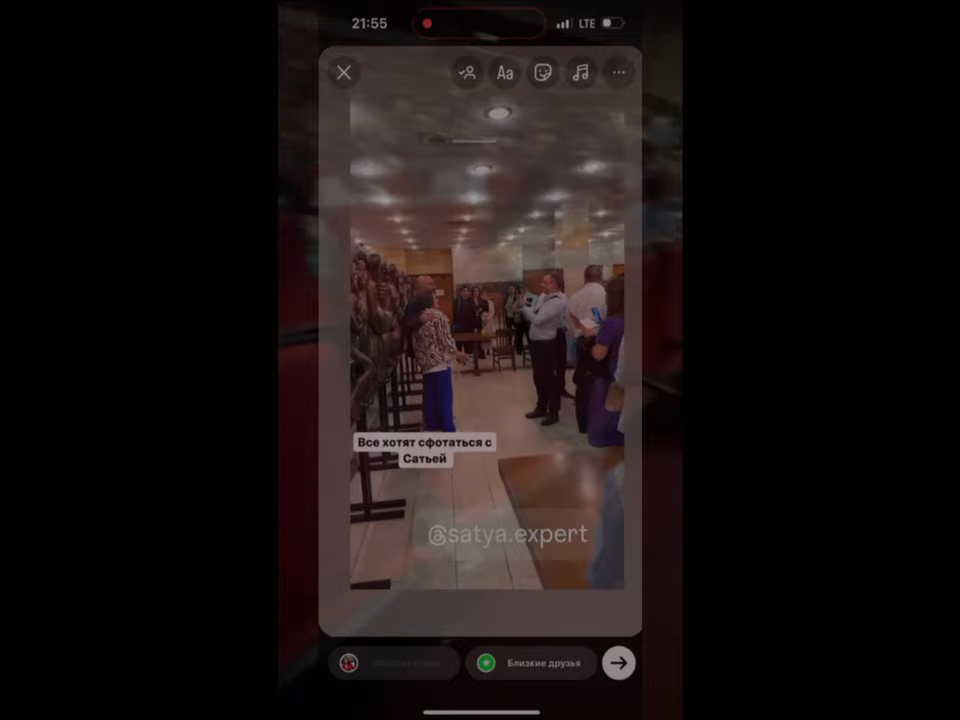 21:55
LTE
Aa
Все хотят сфотаться с
Сатьей
@satya.expert
Близкие друзья